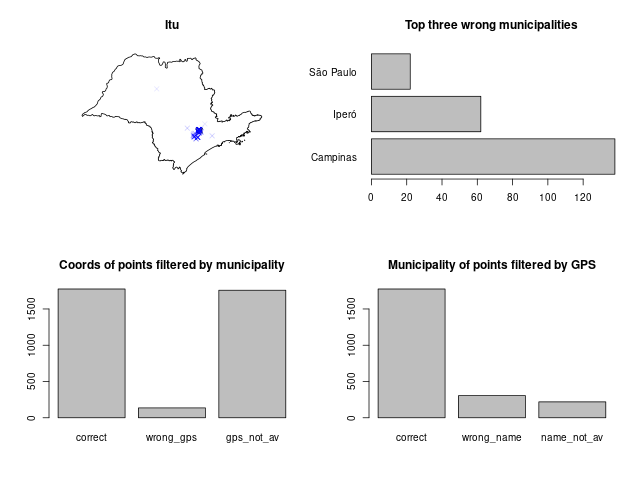 Itu
Top three wrong municipalities
São Paulo
Iperó
Campinas
0 20 40 60 80 100 120
Coords of points filtered by municipality
1500
1000
500
0
correct wrong_gps gps_not_av
Municipality of points filtered by GPS
1500
1000
500
0
correct wrong_name name_not_av